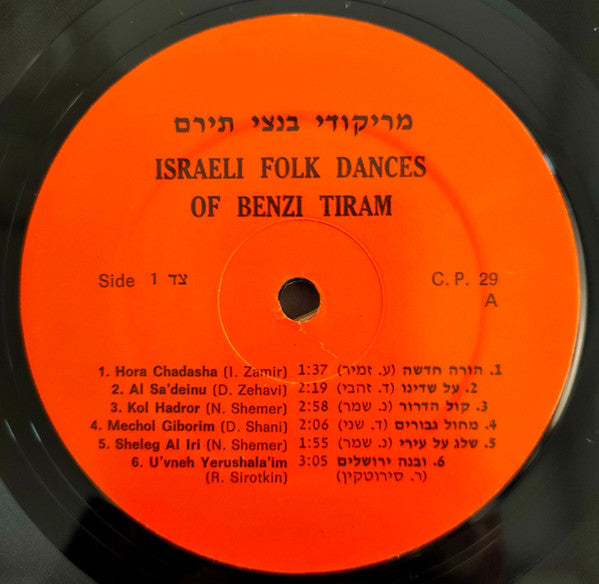 מריקודי בנצי תירם
ISRAELI FOLK DANCES
OF BENZI TIRAM
Side 1 צד
C. P. 29
A
1. Hora Chadasha (I. Zamir) 1:37 הורה חדשה (ע. זמיר) .1
2. Al Sa'deinu (D. Zehavi) 2:19 על שדינו (ד. זהבי) .2
3. Kol Hadror (N. Shemer) 2:58 קול הדרור (נ. שמר) .3
4. Mechol Giborim (D. Shani) 2:06 מחול גבורים (ד. שני) .4
5. Sheleg Al Iri (N. Shemer) 1:55 שלג על עירי (נ. שמר) .5
6. U'vneh Yerushala'im 3:05 ובנה ירושלים .6
(R. Sirotkin) (ר. סירוטקין)